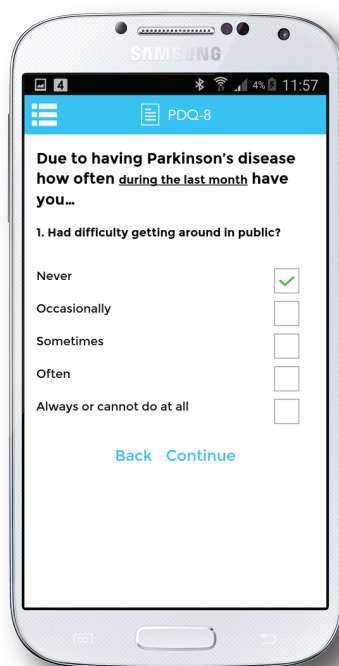 SAMSUNG
4 4% 11:57
PDQ-8
Due to having Parkinson’s disease
how often during the last month have
you...
1. Had difficulty getting around in public?
Never
Occasionally
Sometimes
Often
Always or cannot do at all
Back Continue